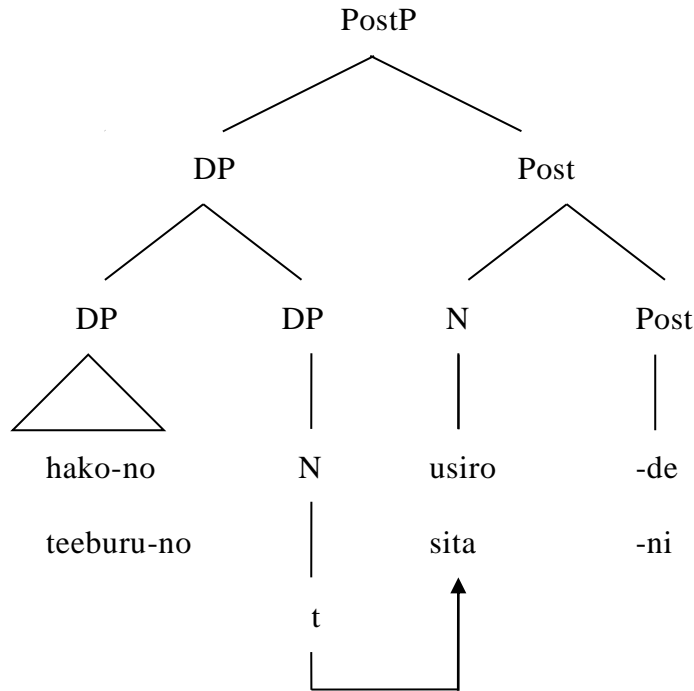 PostP
DP Post
DP DP N Post
hako-no N usiro -de
teeburu-no sita -ni
t